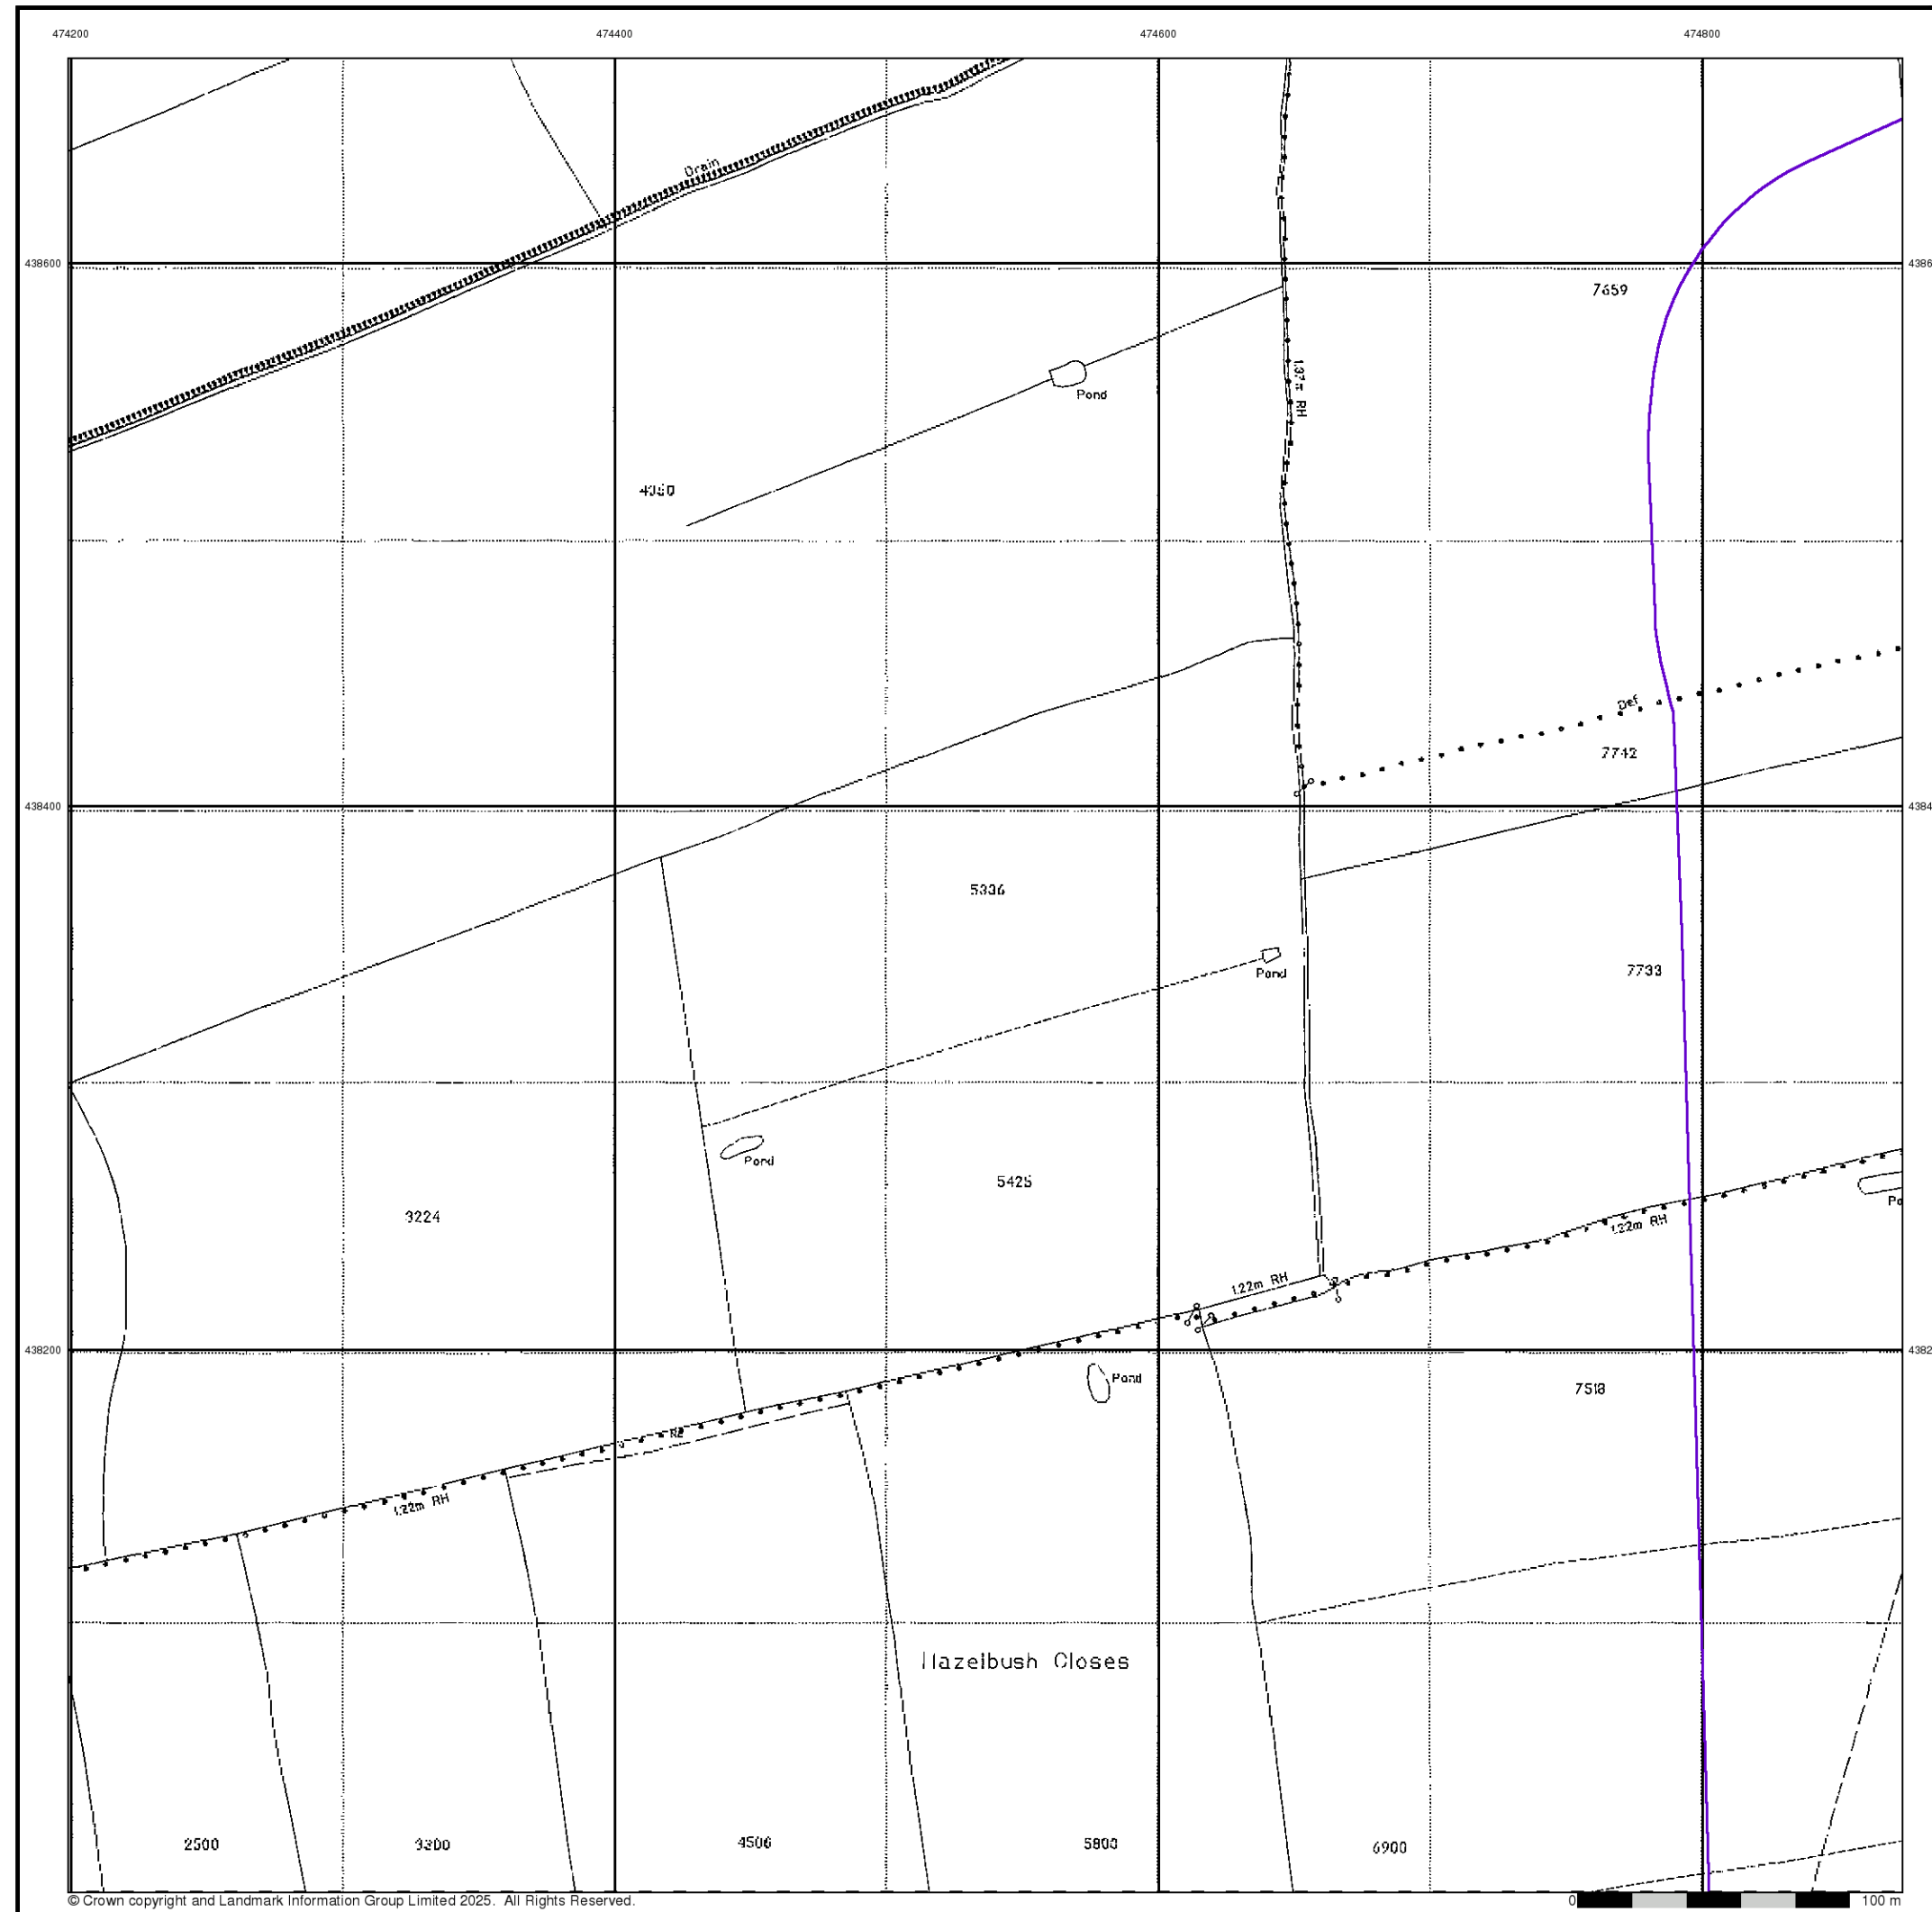 474200 474400 474600 474800
Drain
438600
7659
Pond
1.37m RH
4350
Def
7742
438400
5336
Pond
7733
Pond
5425
3224
1.22m RH
Po
1.22m RH
438200
Pond
7518
1.22m RH
Hazelbush Closes
2500 3300 4506 5800 6900
© Crown copyright and Landmark Information Group Limited 2025. All Rights Reserved.
0 100 m